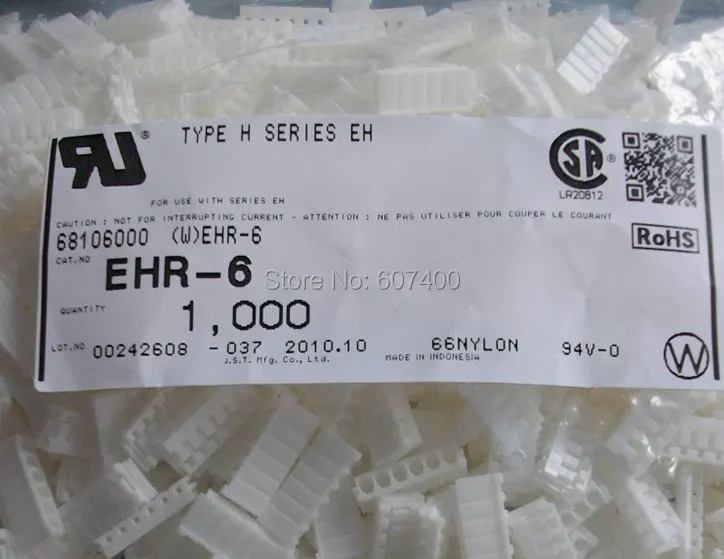 TYPE H SERIES EH
RU ®
CSA ®
LR20812
FOR USE WITH SERIES EH
CAUTION : NOT FOR INTERRUPTING CURRENT - ATTENTION : NE PAS UTILISER POUR COUPER LE COURANT
68106000 (W)EHR-6
RoHS
CAT.NO EHR-6
Store No: 607400
QUANTITY 1,000
LOT.NO 00242608 -037 2010.10 66NYLON 94V-0
J.S.T. Mfg. Co., Ltd. MADE IN INDONESIA
W